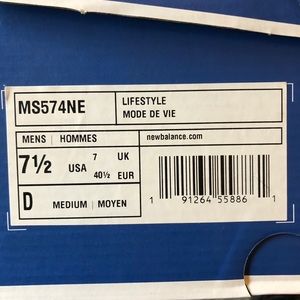 MS574NE
LIFESTYLE
MODE DE VIE
MENS | HOMMES
newbalance.com
7½ USA 7 UK
40½ EUR
D MEDIUM | MOYEN
1 91264 55886 1